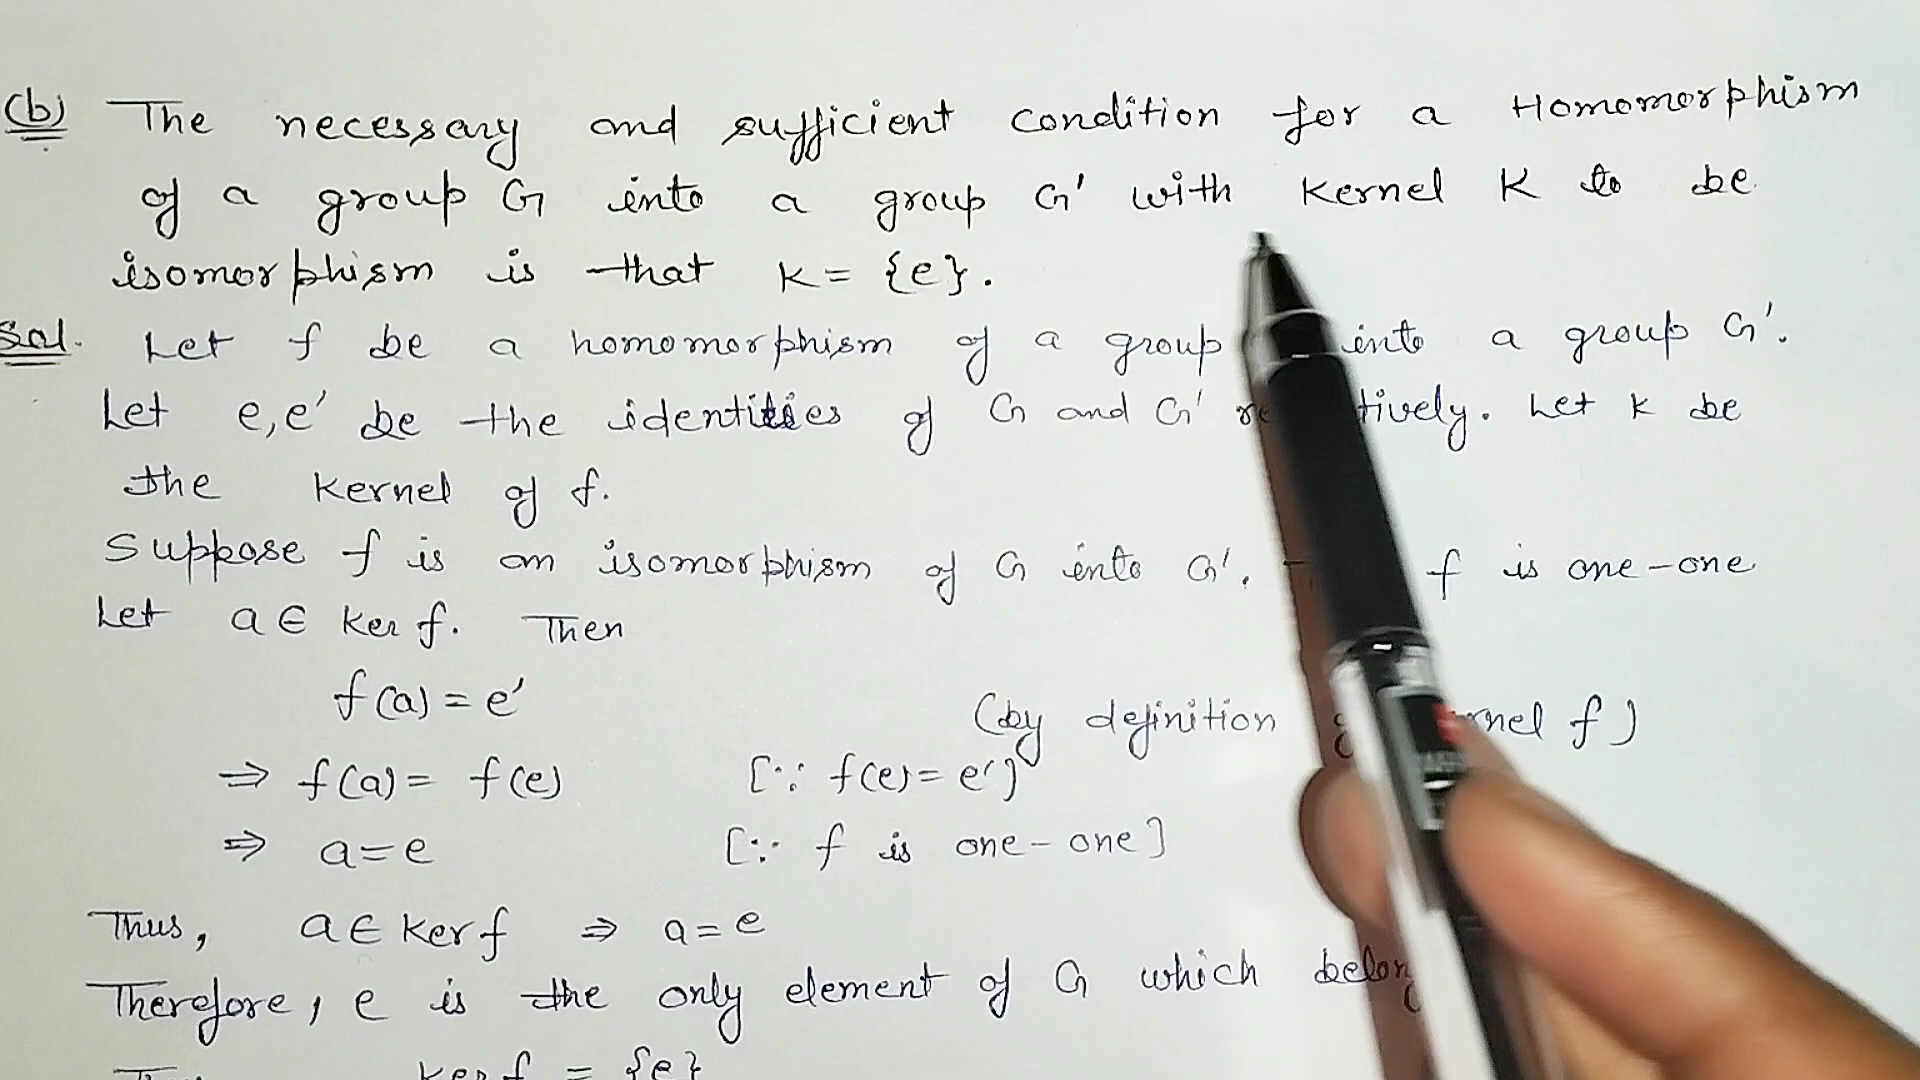 (b) The necessary and sufficient condition for a Homomorphism
of a group G into a group G' with Kernel K to be
isomorphism is that K = {e}.
Sol. Let f be a homomorphism of a group into a group G'.
Let e,e' be the identities of G and G' re tively. Let K be
the Kernel of f.
Suppose f is an isomorphism of G into G'. f is one-one
Let a ∈ Ker f. Then
f(a) = e' (by definition rnel f)
⇒ f(a) = f(e) [∵ f(e) = e']
⇒ a=e [∵ f is one-one]
Thus, a ∈ Ker f ⇒ a = e
Therefore, e is the only element of G which belong
Ker f = {e}